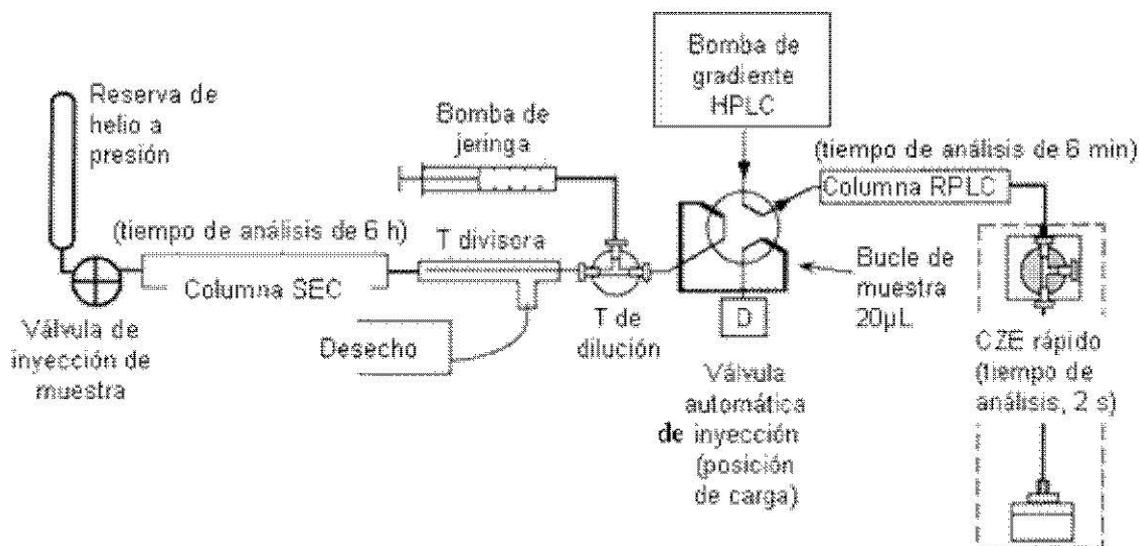 Reserva de
helio a
presión
Bomba de
jeringa
Bomba de
gradiente
HPLC
(tiempo de análisis de 6 min)
Columna RPLC
(tiempo de análisis de 6 h)
Columna SEC
T divisora
Desecho
T de
dilución
Válvula de
inyección de
muestra
D
Bucle de
muestra
20µL
Válvula
automática
de inyección
(posición
de carga)
CZE rápido
(tiempo de
análisis, 2 s)